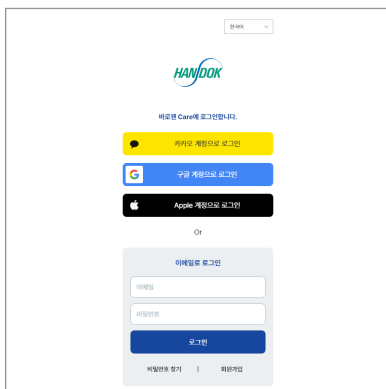 한국어
HANDOK
바로잰 Care에 로그인합니다.
카카오 계정으로 로그인
구글 계정으로 로그인
Apple 계정으로 로그인
Or
이메일로 로그인
이메일
비밀번호
로그인
비밀번호 찾기 | 회원가입